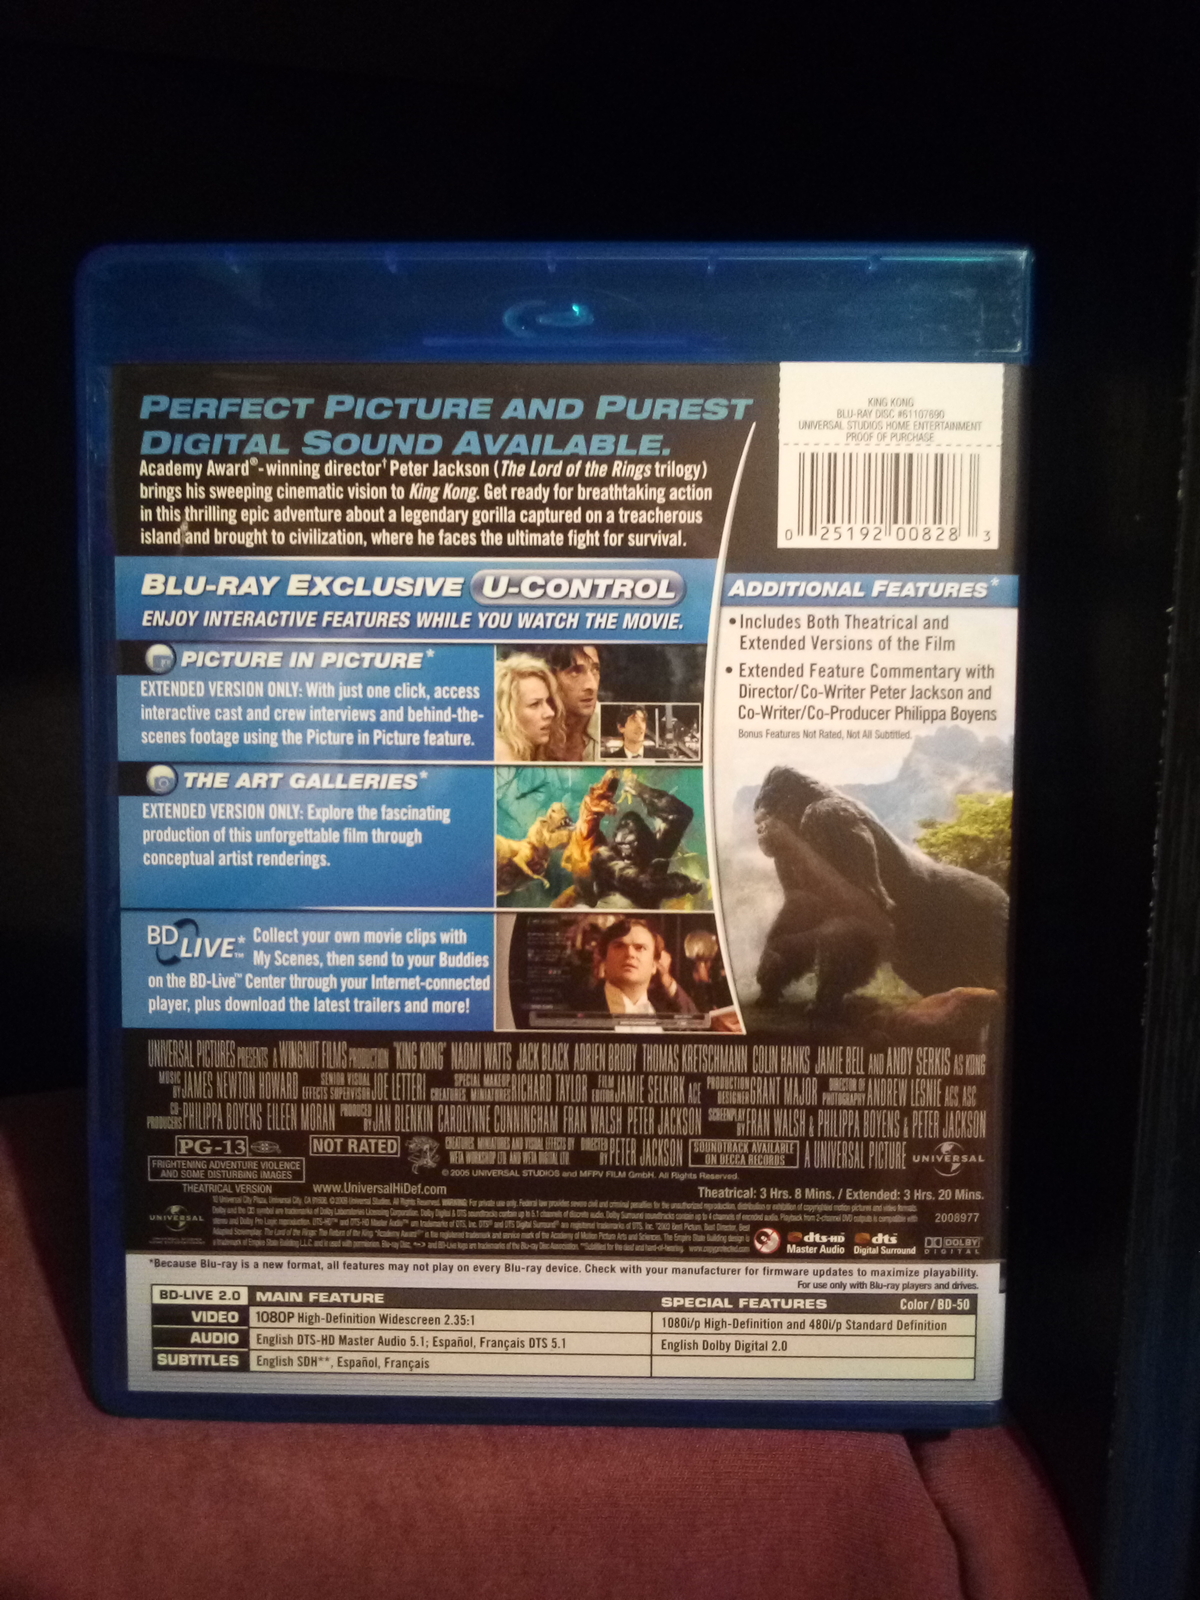 PERFECT PICTURE AND PUREST
DIGITAL SOUND AVAILABLE.
Academy Award®-winning director† Peter Jackson (The Lord of the Rings trilogy)
brings his sweeping cinematic vision to King Kong. Get ready for breathtaking action
in this thrilling epic adventure about a legendary gorilla captured on a treacherous
island and brought to civilization, where he faces the ultimate fight for survival.
KING KONG
BLU-RAY DISC #61107690
UNIVERSAL STUDIOS HOME ENTERTAINMENT
PROOF OF PURCHASE
0 25192 00828 3
BLU-RAY EXCLUSIVE U-CONTROL
ENJOY INTERACTIVE FEATURES WHILE YOU WATCH THE MOVIE.
PICTURE IN PICTURE*
EXTENDED VERSION ONLY: With just one click, access
interactive cast and crew interviews and behind-the-
scenes footage using the Picture in Picture feature.
THE ART GALLERIES*
EXTENDED VERSION ONLY: Explore the fascinating
production of this unforgettable film through
conceptual artist renderings.
BD LIVE™* Collect your own movie clips with
My Scenes, then send to your Buddies
on the BD-Live™ Center through your Internet-connected
player, plus download the latest trailers and more!
ADDITIONAL FEATURES*
• Includes Both Theatrical and
Extended Versions of the Film
• Extended Feature Commentary with
Director/Co-Writer Peter Jackson and
Co-Writer/Co-Producer Philippa Boyens
Bonus Features Not Rated, Not All Subtitled.
UNIVERSAL PICTURES PRESENTS A WINGNUT FILMS PRODUCTION "KING KONG" NAOMI WATTS JACK BLACK ADRIEN BRODY THOMAS KRETSCHMANN COLIN HANKS JAMIE BELL AND ANDY SERKIS AS KONG
MUSIC BY JAMES NEWTON HOWARD SENIOR VISUAL EFFECTS SUPERVISOR JOE LETTERI SPECIAL MAKEUP, CREATURES, MINIATURES RICHARD TAYLOR FILM EDITOR JAMIE SELKIRK ACE PRODUCTION DESIGNER GRANT MAJOR DIRECTOR OF PHOTOGRAPHY ANDREW LESNIE ACS, ASC
CO-PRODUCERS PHILIPPA BOYENS EILEEN MORAN PRODUCED BY JAN BLENKIN CAROLYNNE CUNNINGHAM FRAN WALSH PETER JACKSON SCREENPLAY BY FRAN WALSH & PHILIPPA BOYENS & PETER JACKSON
PG-13
FRIGHTENING ADVENTURE VIOLENCE
AND SOME DISTURBING IMAGES
THEATRICAL VERSION
NOT RATED
CREATURES, MINIATURES AND VISUAL EFFECTS BY
WETA WORKSHOP LTD. AND WETA DIGITAL LTD.
DIRECTED BY PETER JACKSON
SOUNDTRACK AVAILABLE
ON DECCA RECORDS
A UNIVERSAL PICTURE
UNIVERSAL
© 2005 UNIVERSAL STUDIOS and MFPV FILM GmbH. All Rights Reserved.
www.UniversalHiDef.com
Theatrical: 3 Hrs. 8 Mins. / Extended: 3 Hrs. 20 Mins.
UNIVERSAL
2008977
dts-HD
Master Audio
dts
Digital Surround
DOLBY
DIGITAL
*Because Blu-ray is a new format, all features may not play on every Blu-ray device. Check with your manufacturer for firmware updates to maximize playability.
For use only with Blu-ray players and drives.
BD-LIVE 2.0 MAIN FEATURE SPECIAL FEATURES Color/BD-50
VIDEO 1080P High-Definition Widescreen 2.35:1 1080i/p High-Definition and 480i/p Standard Definition
AUDIO English DTS-HD Master Audio 5.1; Español, Français DTS 5.1 English Dolby Digital 2.0
SUBTITLES English SDH**, Español, Français